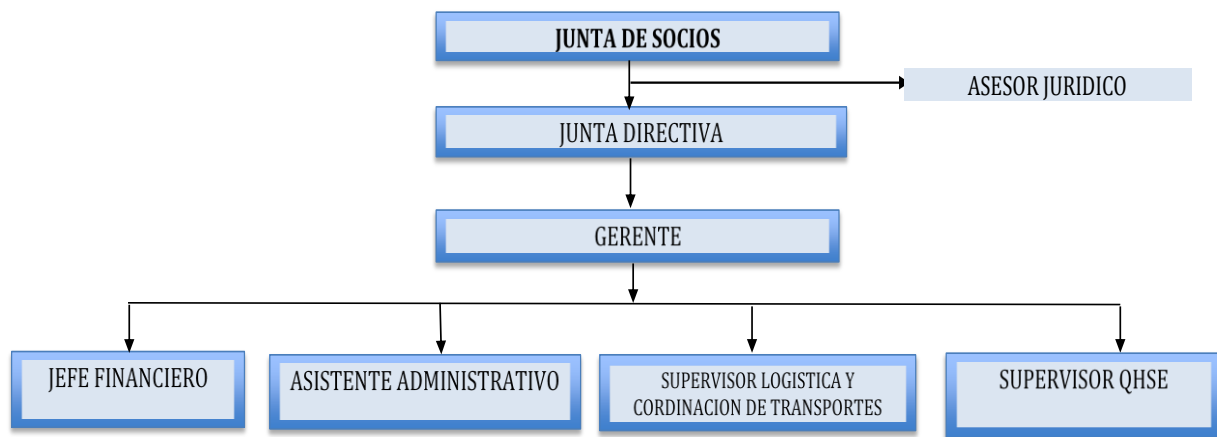 JUNTA DE SOCIOS
ASESOR JURIDICO
JUNTA DIRECTIVA
GERENTE
JEFE FINANCIERO
ASISTENTE ADMINISTRATIVO
SUPERVISOR LOGISTICA Y
CORDINACION DE TRANSPORTES
SUPERVISOR QHSE